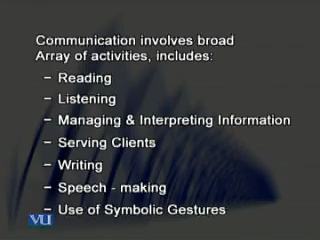 Communication involves broad
Array of activities, includes:
– Reading
– Listening
– Managing & Interpreting Information
– Serving Clients
– Writing
– Speech - making
– Use of Symbolic Gestures
VU